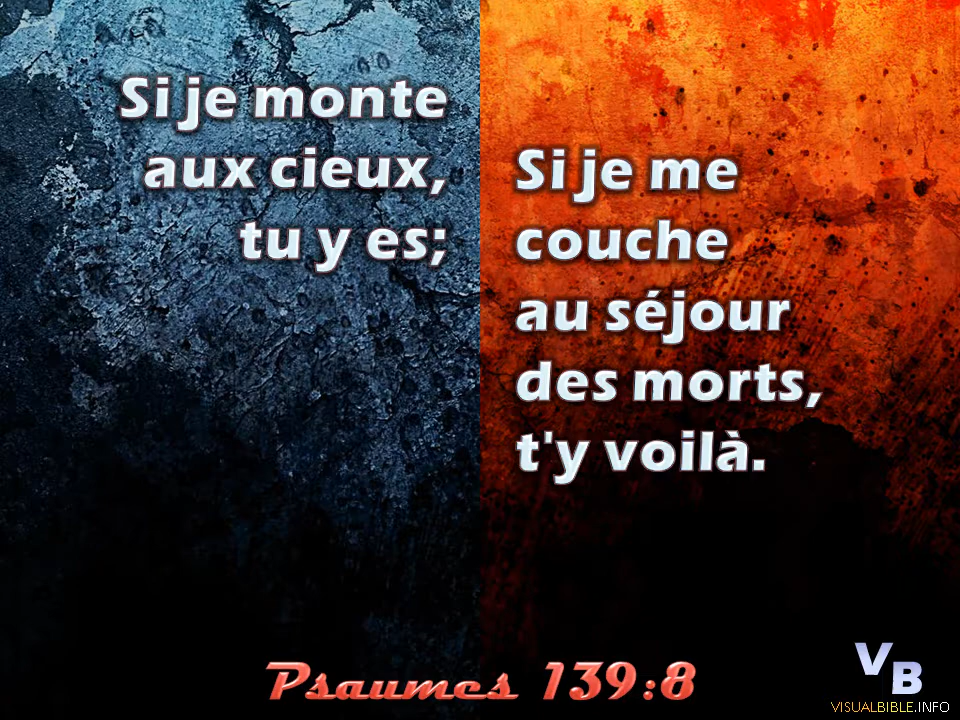 Si je monte
aux cieux,
tu y es;
Si je me
couche
au séjour
des morts,
t'y voilà.
Psaumes 139:8
VB
VISUALBIBLE.INFO